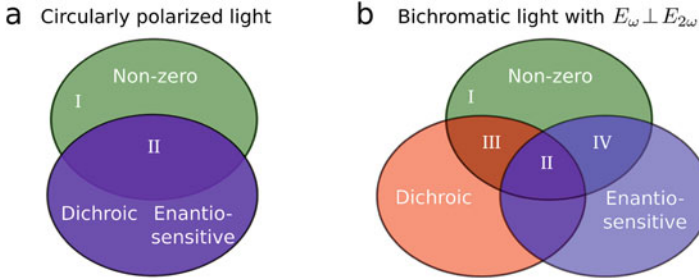 a Circularly polarized light
Non-zero
I
II
Dichroic Enantio-
sensitive
b Bichromatic light with E_ω ⊥ E_2ω
Non-zero
I
III
II
IV
Dichroic
Enantio-
sensitive